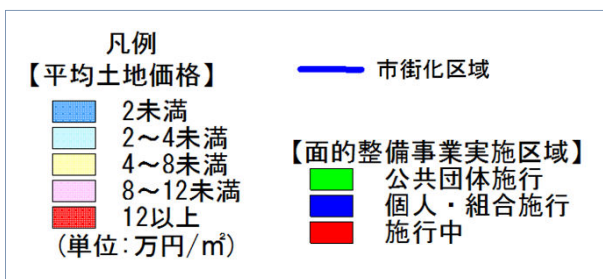 凡例
【平均土地価格】
2未満
2～4未満
4～8未満
8～12未満
12以上
(単位:万円/㎡)
市街化区域
【面的整備事業実施区域】
公共団体施行
個人・組合施行
施行中